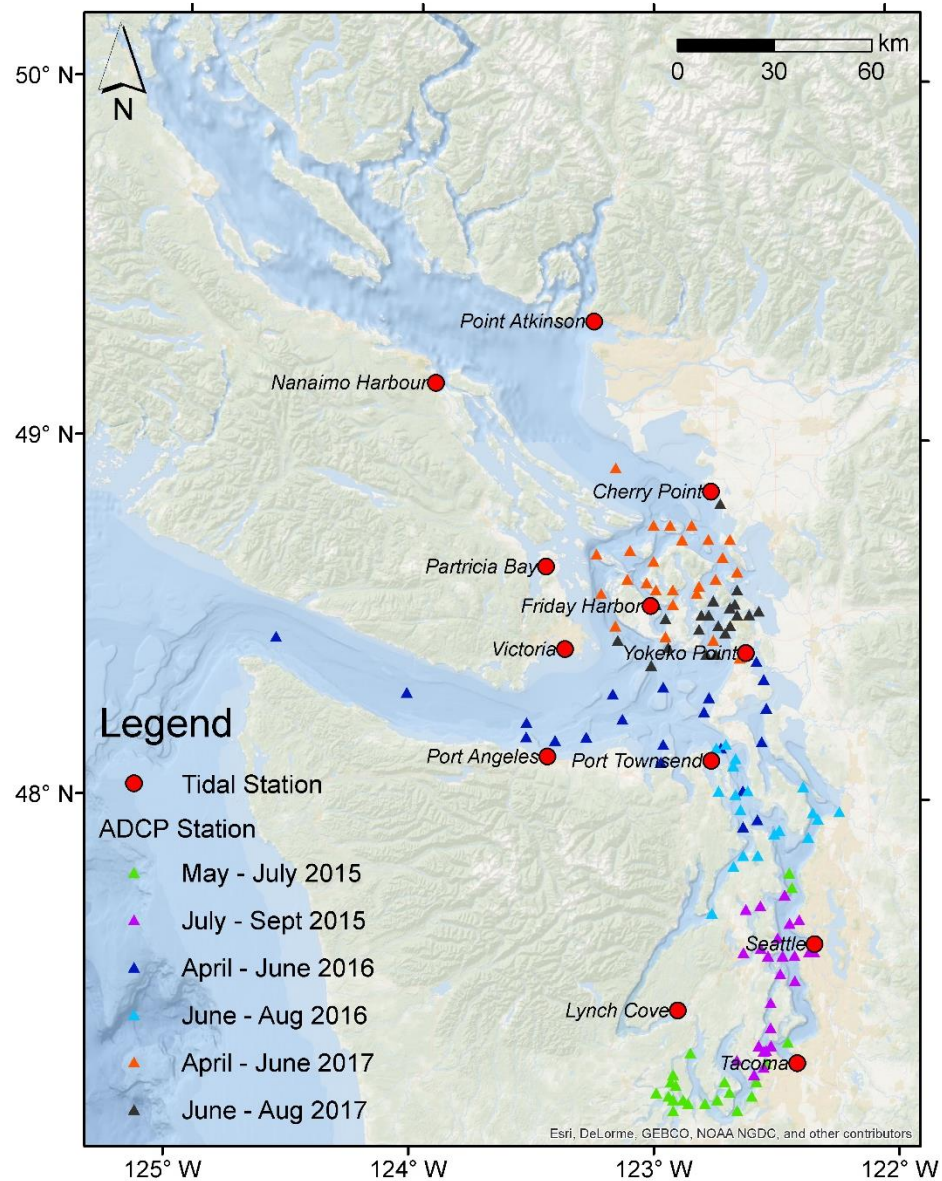 50° N
km
0 30 60
N
Point Atkinson
Nanaimo Harbour
49° N
Cherry Point
Partricia Bay
Friday Harbor
Victoria
Yokeko Point
Legend
Port Angeles
Port Townsend
Tidal Station
48° N
ADCP Station
May - July 2015
July - Sept 2015
Seattle
April - June 2016
Lynch Cove
June - Aug 2016
April - June 2017
Tacoma
June - Aug 2017
Esri, DeLorme, GEBCO, NOAA NGDC, and other contributors
125° W 124° W 123° W 122° W